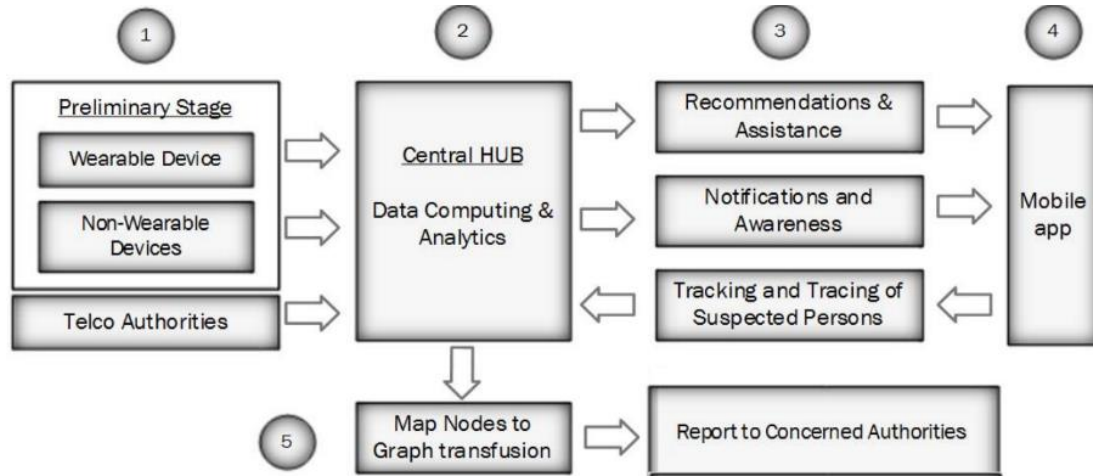 1
2
3
4
Preliminary Stage
Wearable Device
Non-Wearable
Devices
Telco Authorities
Central HUB
Data Computing &
Analytics
Recommendations &
Assistance
Notifications and
Awareness
Tracking and Tracing of
Suspected Persons
Mobile
app
5
Map Nodes to
Graph transfusion
Report to Concerned Authorities